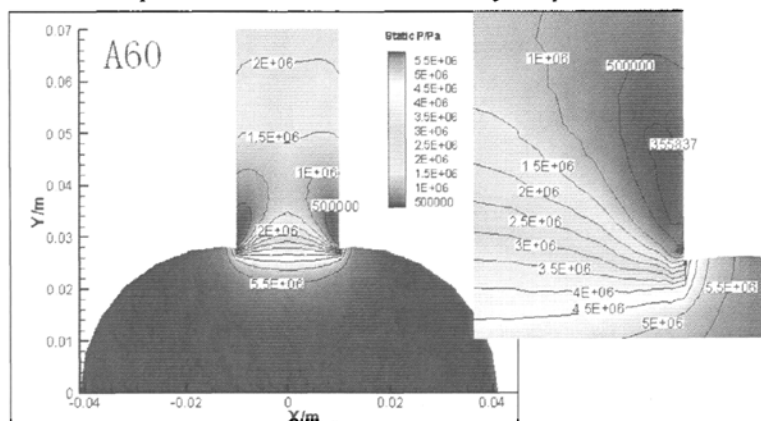 A60
Y/m
0.07
0.06
0.05
0.04
0.03
0.02
0.01
0
-0.04
-0.02
0
0.02
0.04
X/m
2E+06
1.5E+06
1E+06
500000
2E+06
5.5E+06
Static P/Pa
5.5E+06
5E+06
4.5E+06
4E+06
3.5E+06
3E+06
2.5E+06
2E+06
1.5E+06
1E+06
500000
1E+06
500000
355837
1.5E+06
2E+06
2.5E+06
3E+06
3.5E+06
4E+06
4.5E+06
5E+06
5.5E+06